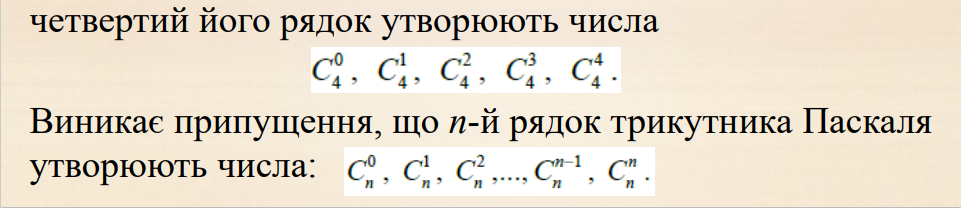 четвертий його рядок утворюють числа
C₄⁰, C₄¹, C₄², C₄³, C₄⁴.
Виникає припущення, що n-й рядок трикутника Паскаля
утворюють числа: Cₙ⁰, Cₙ¹, Cₙ²,..., Cₙⁿ⁻¹, Cₙⁿ.